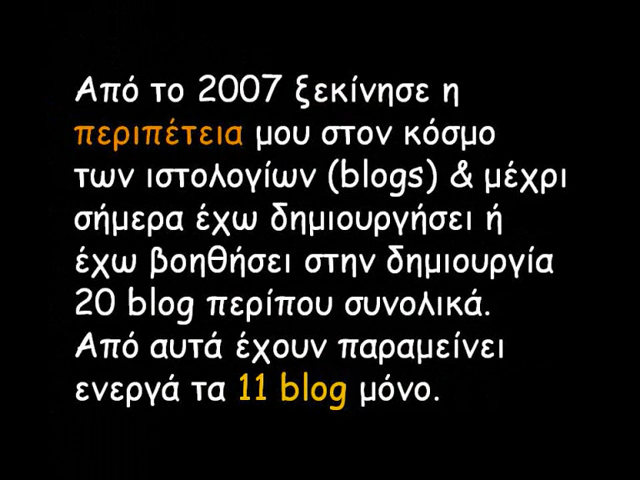 Από το 2007 ξεκίνησε η
περιπέτεια μου στον κόσμο
των ιστολογίων (blogs) & μέχρι
σήμερα έχω δημιουργήσει ή
έχω βοηθήσει στην δημιουργία
20 blog περίπου συνολικά.
Από αυτά έχουν παραμείνει
ενεργά τα 11 blog μόνο.